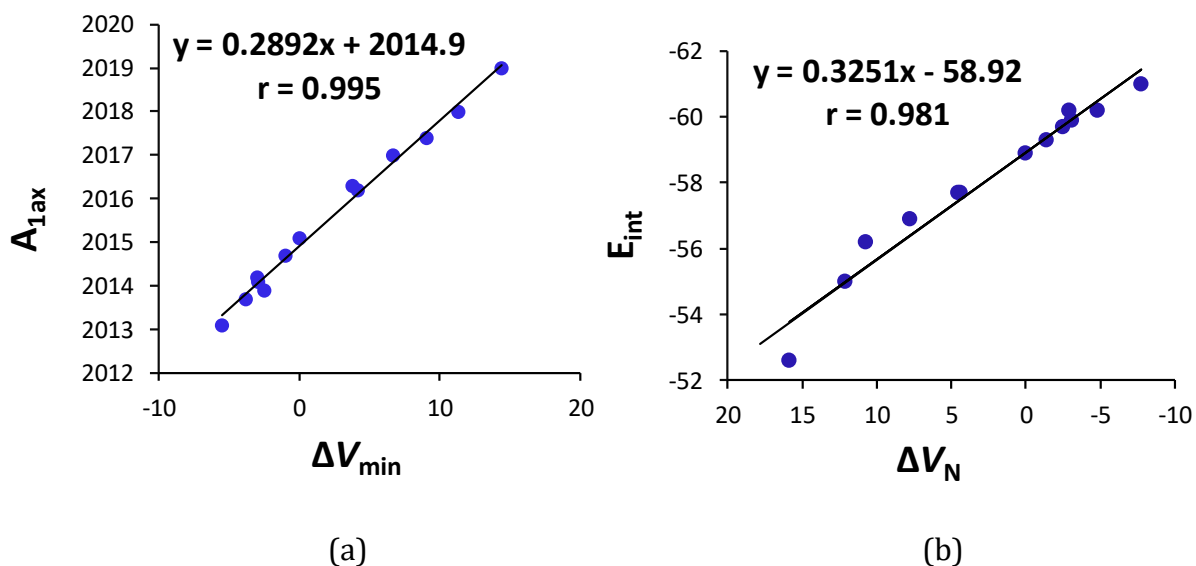 y = 0.2892x + 2014.9
r = 0.995
2020
2019
2018
2017
2016
2015
2014
2013
2012
A1ax
-10
0
10
20
ΔVmin
(a)
y = 0.3251x - 58.92
r = 0.981
-62
-60
-58
-56
-54
-52
Eint
20
15
10
5
0
-5
-10
ΔVN
(b)